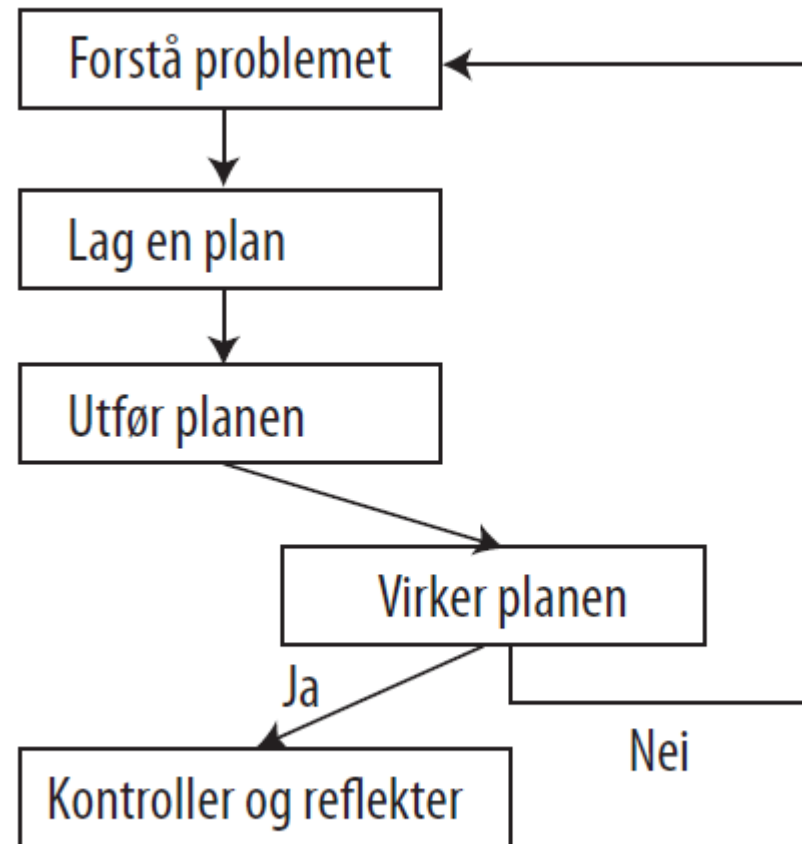 Forstå problemet
Lag en plan
Utfør planen
Virker planen
Ja
Nei
Kontroller og reflekter